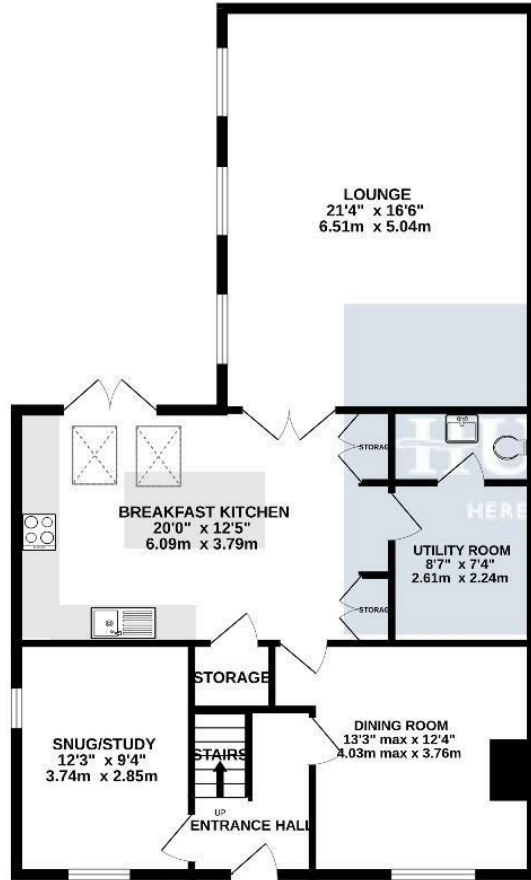 LOUNGE
21'4" x 16'6"
6.51m x 5.04m
STORAGE
HU
HERE
BREAKFAST KITCHEN
20'0" x 12'5"
6.09m x 3.79m
UTILITY ROOM
8'7" x 7'4"
2.61m x 2.24m
STORAGE
STORAGE
SNUG/STUDY
12'3" x 9'4"
3.74m x 2.85m
STAIRS
UP
ENTRANCE HALL
DINING ROOM
13'3" max x 12'4"
4.03m max x 3.76m